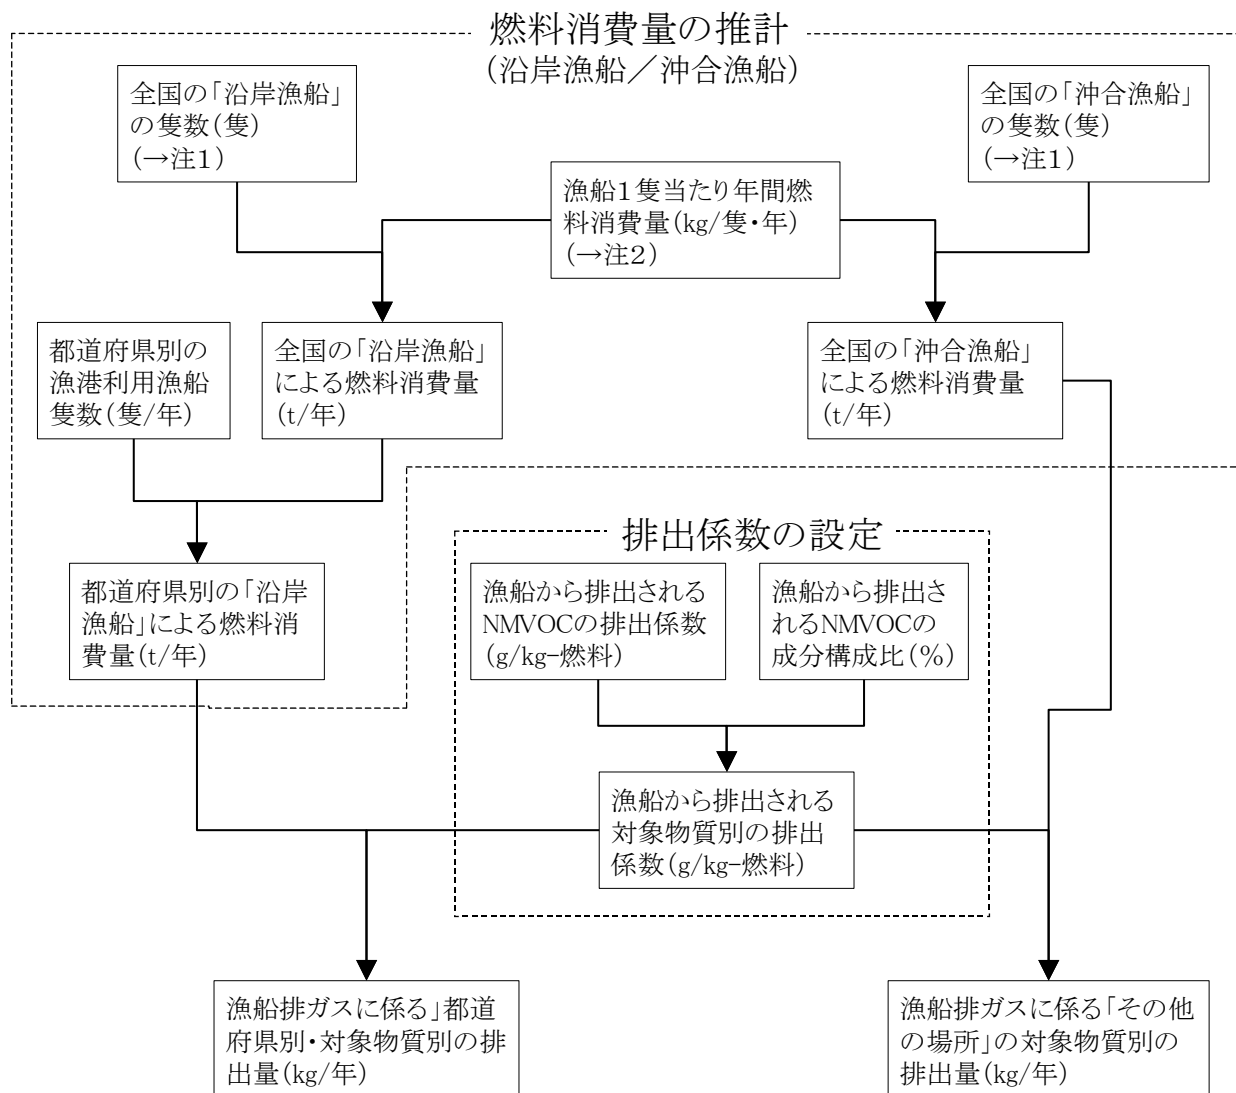 燃料消費量の推計
(沿岸漁船／沖合漁船)
全国の「沿岸漁船」
の隻数(隻)
(→注1)
全国の「沖合漁船」
の隻数(隻)
(→注1)
漁船1隻当たり年間燃
料消費量(kg/隻・年)
(→注2)
都道府県別の
漁港利用漁船
隻数(隻/年)
全国の「沿岸漁船」
による燃料消費量
(t/年)
全国の「沖合漁船」
による燃料消費量
(t/年)
排出係数の設定
都道府県別の「沿岸
漁船」による燃料消
費量(t/年)
漁船から排出される
NMVOCの排出係数
(g/kg-燃料)
漁船から排出さ
れるNMVOCの
成分構成比(%)
漁船から排出される
対象物質別の排出
係数(g/kg-燃料)
漁船排ガスに係る」都道
府県別・対象物質別の排
出量(kg/年)
漁船排ガスに係る「その他
の場所」の対象物質別の
排出量(kg/年)